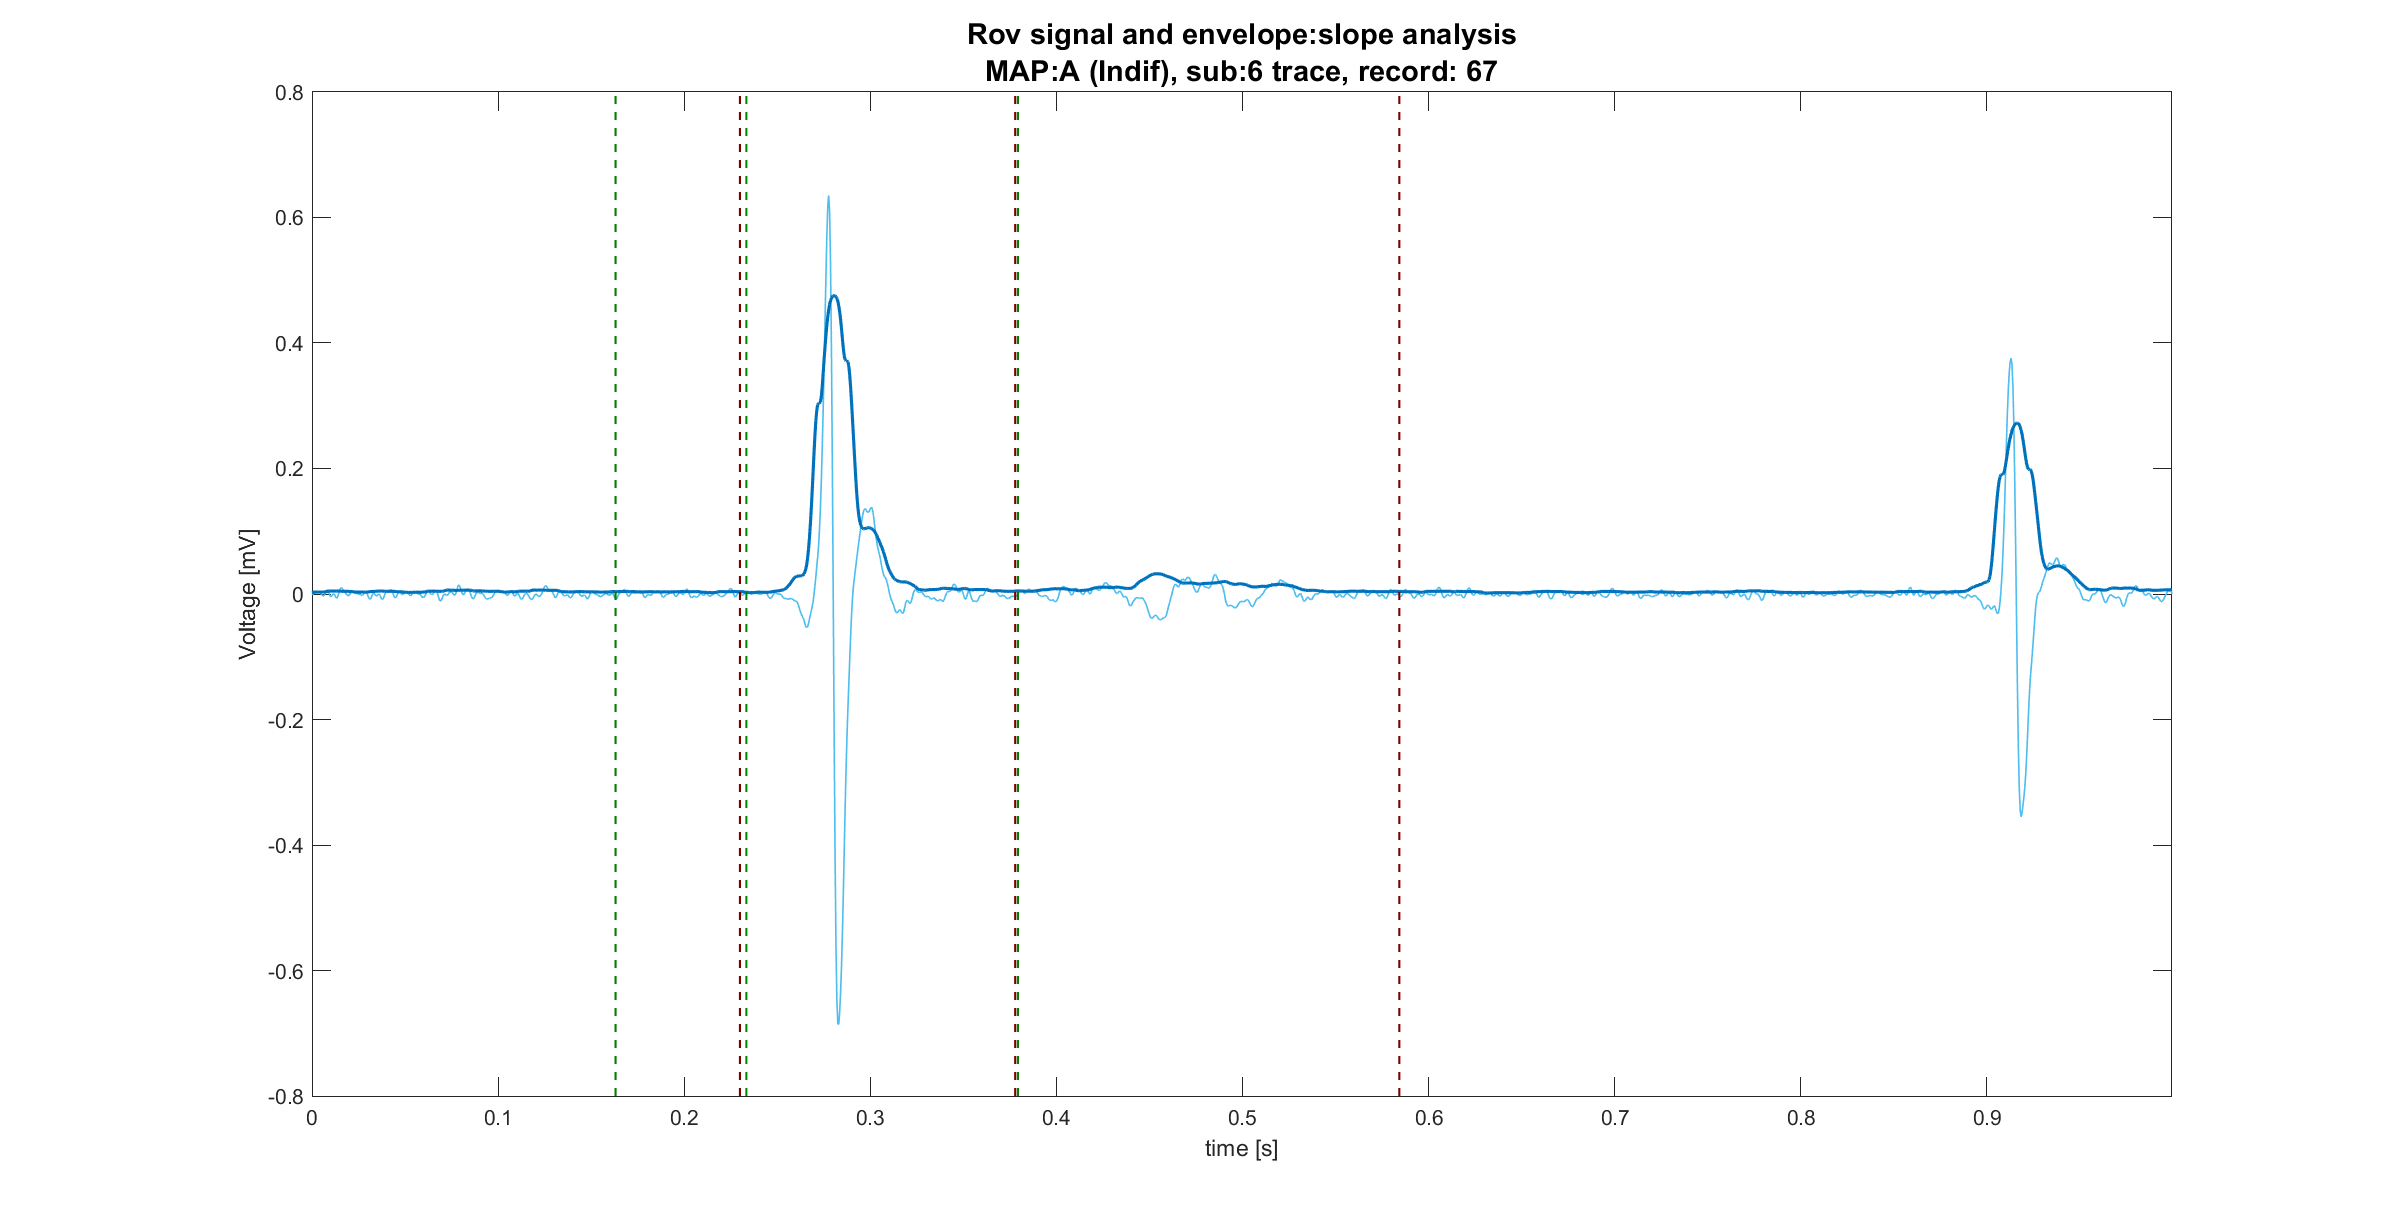 Rov signal and envelope:slope analysis
MAP:A (Indif), sub:6 trace, record: 67
0.8
0.6
0.4
0.2
0
-0.2
-0.4
-0.6
-0.8
Voltage [mV]
0 0.1 0.2 0.3 0.4 0.5 0.6 0.7 0.8 0.9
time [s]